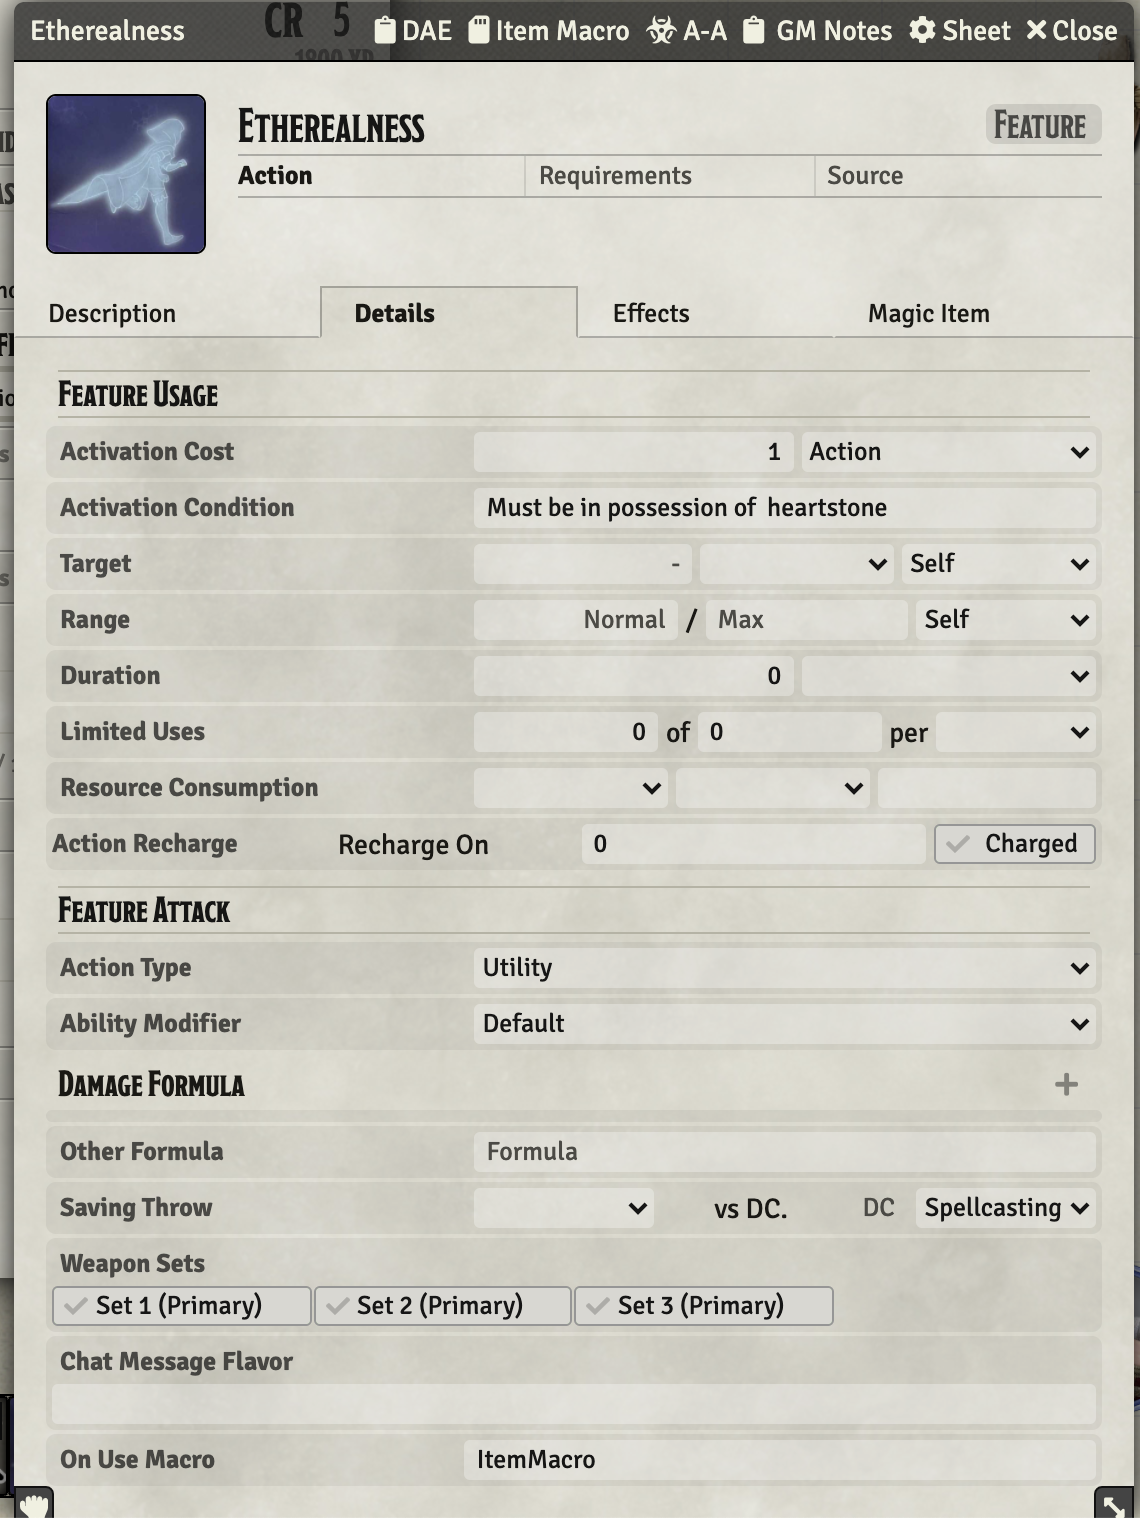 Etherealness CR 5 DAE Item Macro A-A GM Notes Sheet Close
Etherealness Feature
Action Requirements Source
Description Details Effects Magic Item
Feature Usage
Activation Cost 1 Action
Activation Condition Must be in possession of  heartstone
Target - Self
Range Normal / Max Self
Duration 0
Limited Uses 0 of 0 per
Resource Consumption
Action Recharge Recharge On 0 Charged
Feature Attack
Action Type Utility
Ability Modifier Default
Damage Formula
Other Formula Formula
Saving Throw vs DC. DC Spellcasting
Weapon Sets
Set 1 (Primary) Set 2 (Primary) Set 3 (Primary)
Chat Message Flavor
On Use Macro ItemMacro